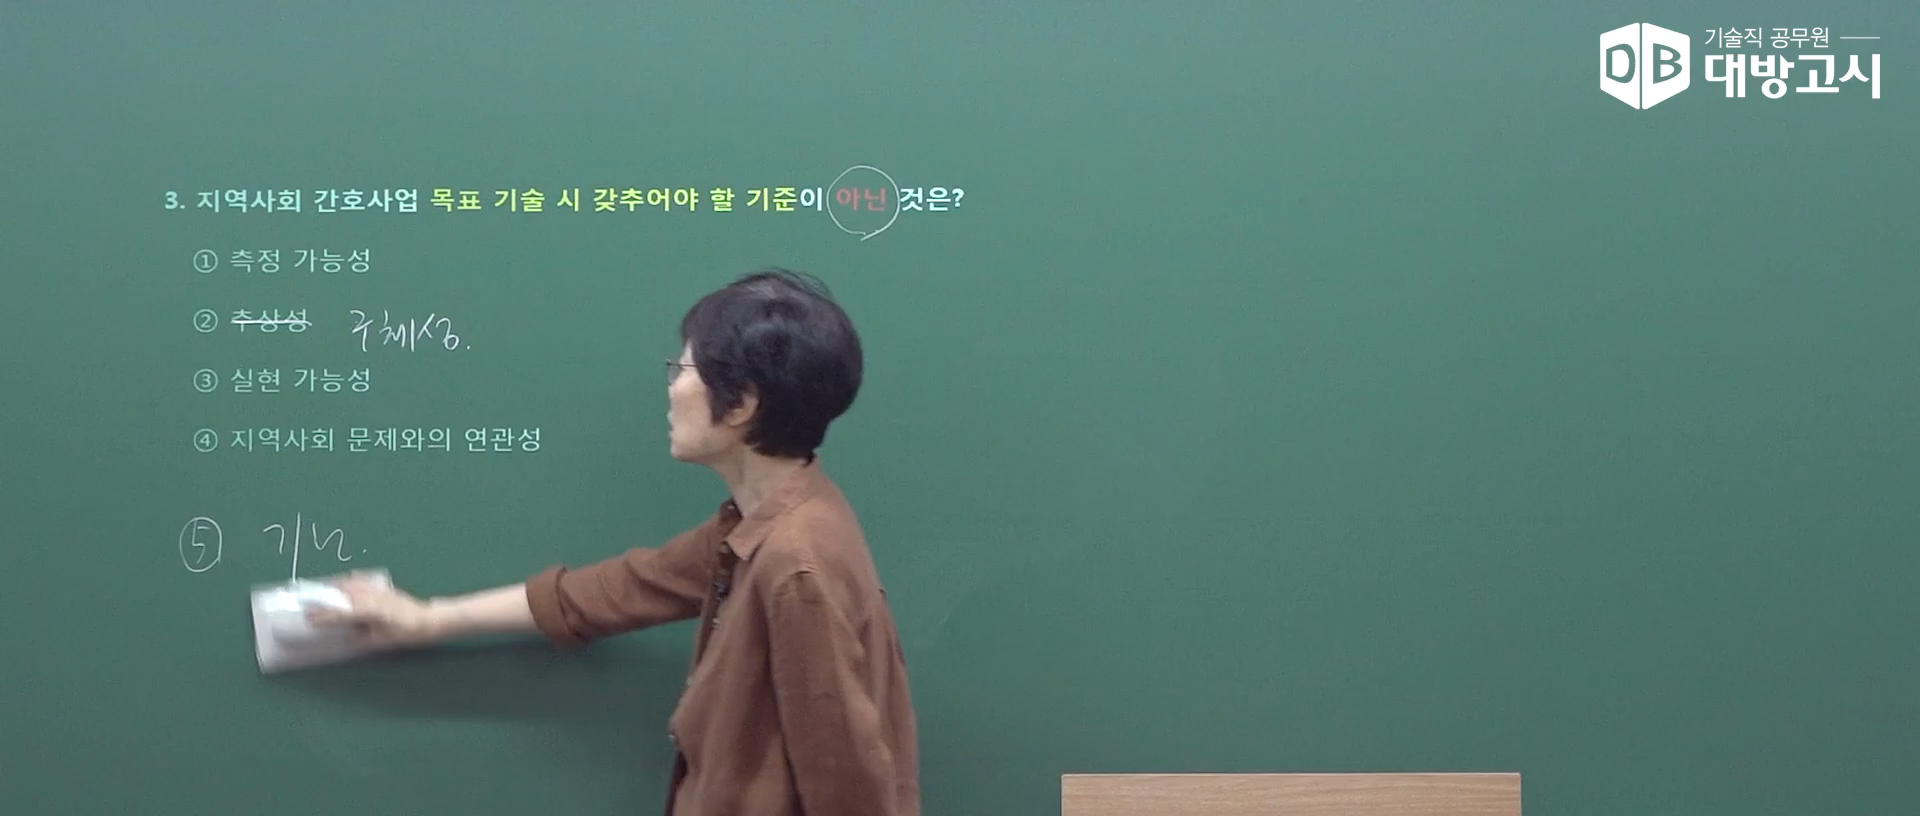 기술직 공무원
대방고시
DB
3. 지역사회 간호사업 목표 기술 시 갖추어야 할 기준이 아닌 것은?
① 측정 가능성
② 추상성 구체성.
③ 실현 가능성
④ 지역사회 문제와의 연관성
⑤